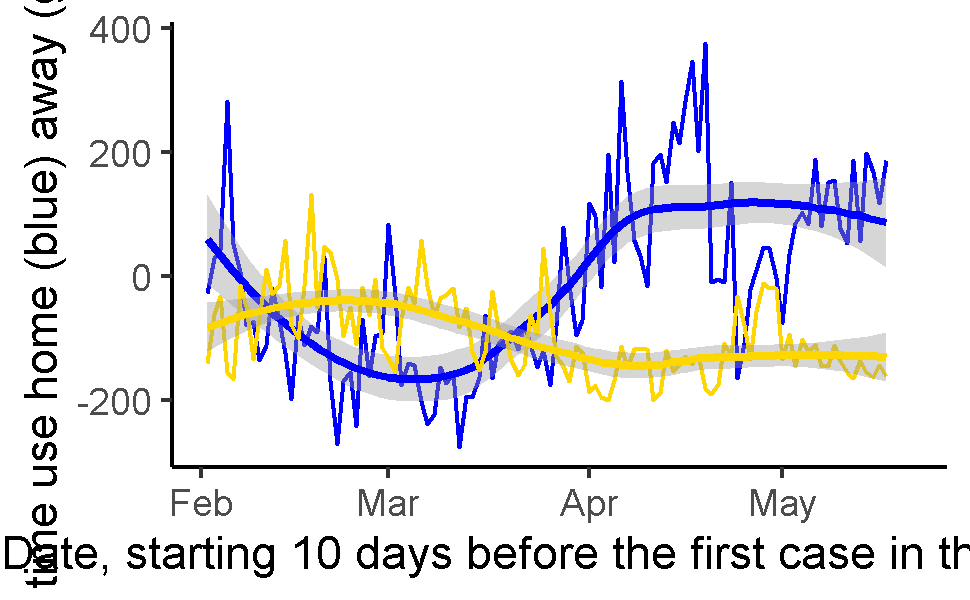 time use home (blue) away (
400
200
0
-200
Feb Mar Apr May
Date, starting 10 days before the first case in th